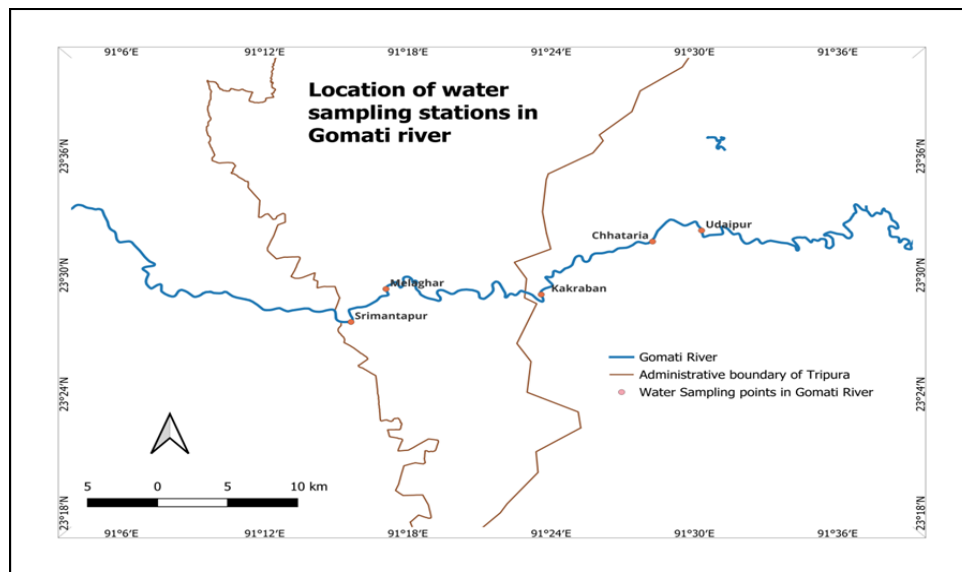 91°6'E 91°12'E 91°18'E 91°24'E 91°30'E 91°36'E
Location of water
sampling stations in
Gomati river
23°36'N 23°36'N
Udaipur
Chhataria
23°30'N 23°30'N
Melaghar
Kakraban
Srimantapur
Gomati River
Administrative boundary of Tripura
Water Sampling points in Gomati River
23°24'N 23°24'N
5 0 5 10 km
23°18'N 23°18'N
91°6'E 91°12'E 91°18'E 91°24'E 91°30'E 91°36'E